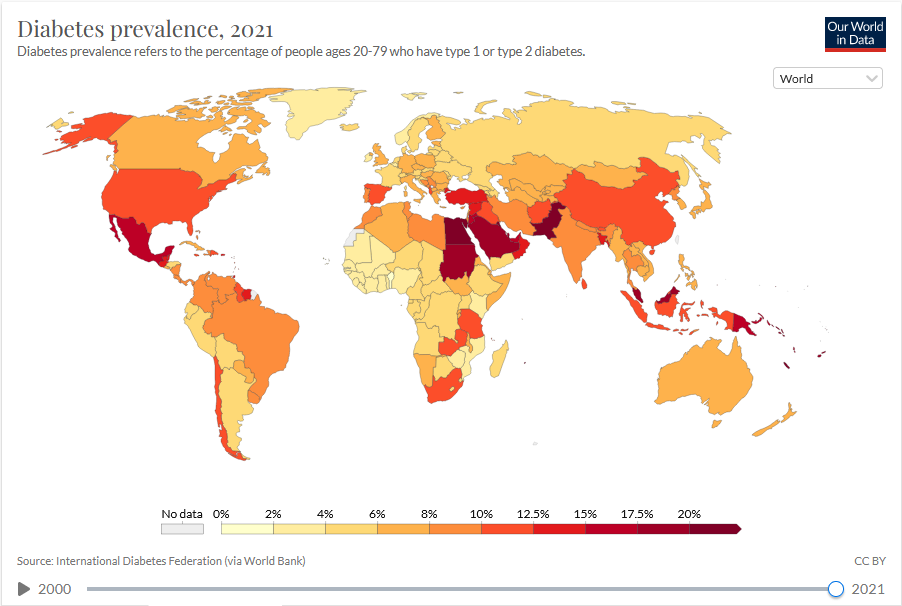 Diabetes prevalence, 2021
Diabetes prevalence refers to the percentage of people ages 20-79 who have type 1 or type 2 diabetes.
Our World
in Data
World
No data 0% 2% 4% 6% 8% 10% 12.5% 15% 17.5% 20%
Source: International Diabetes Federation (via World Bank)
CC BY
2000
2021